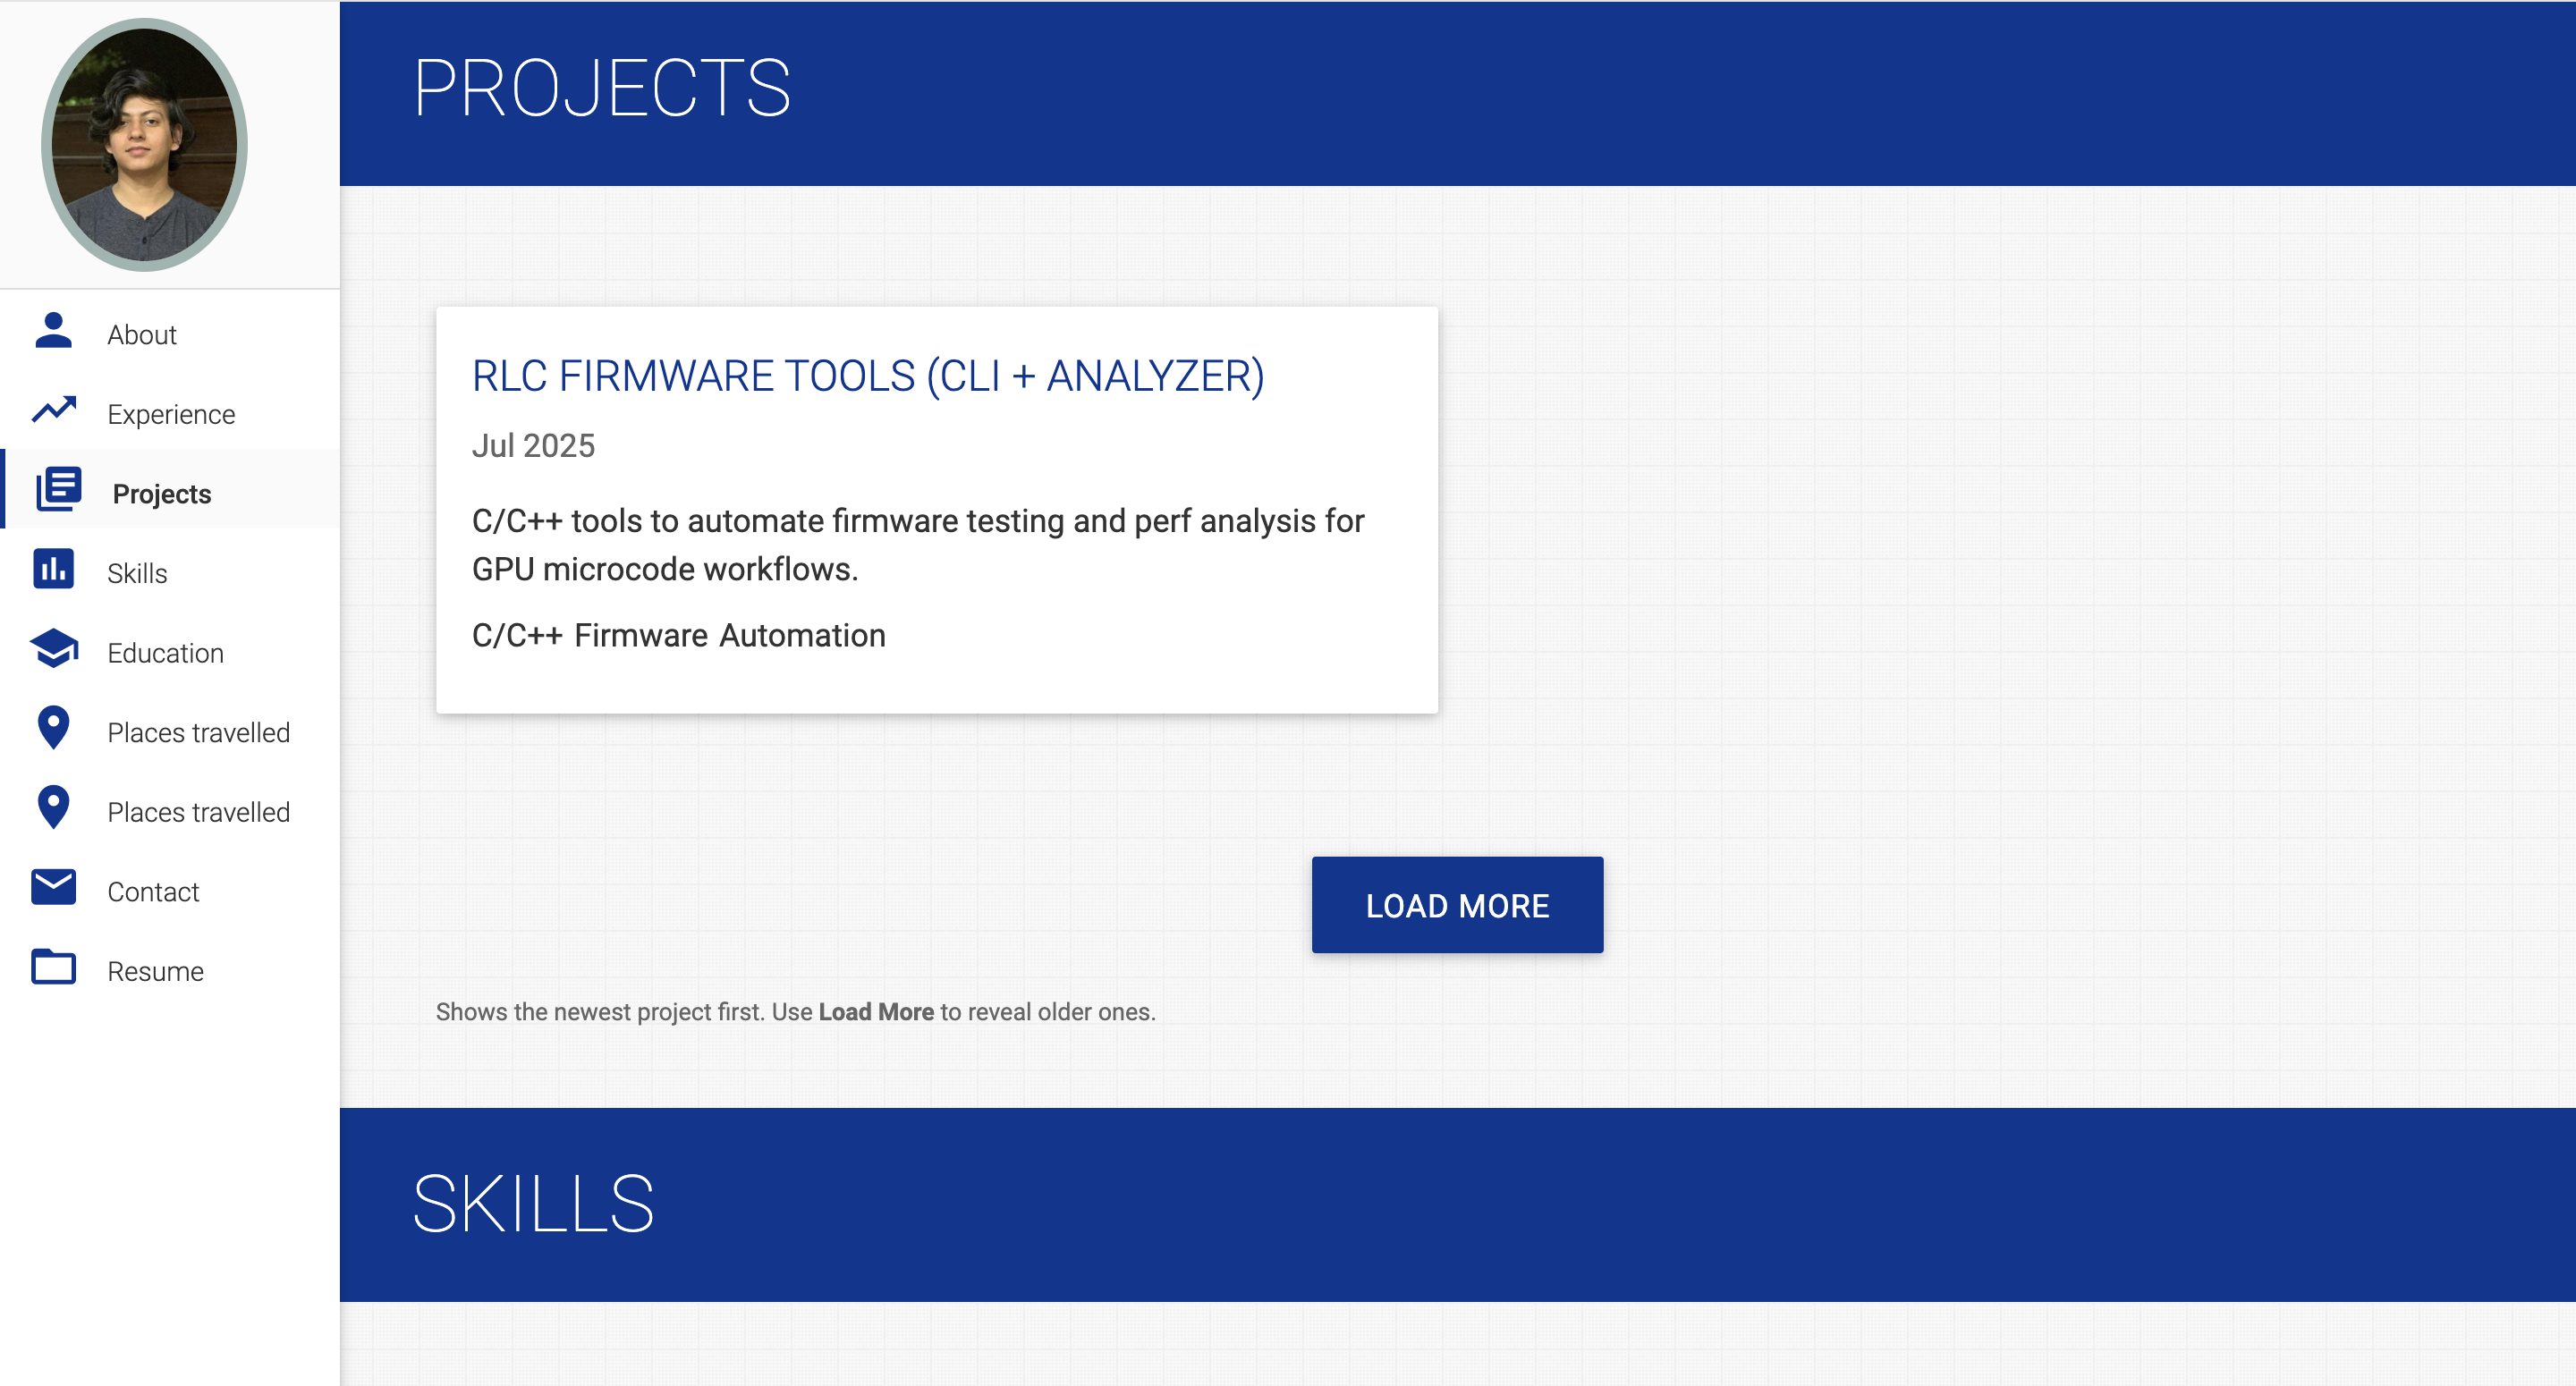 About
Experience
Projects
Skills
Education
Places travelled
Places travelled
Contact
Resume
PROJECTS
RLC FIRMWARE TOOLS (CLI + ANALYZER)
Jul 2025
C/C++ tools to automate firmware testing and perf analysis for
GPU microcode workflows.
C/C++ Firmware Automation
LOAD MORE
Shows the newest project first. Use Load More to reveal older ones.
SKILLS